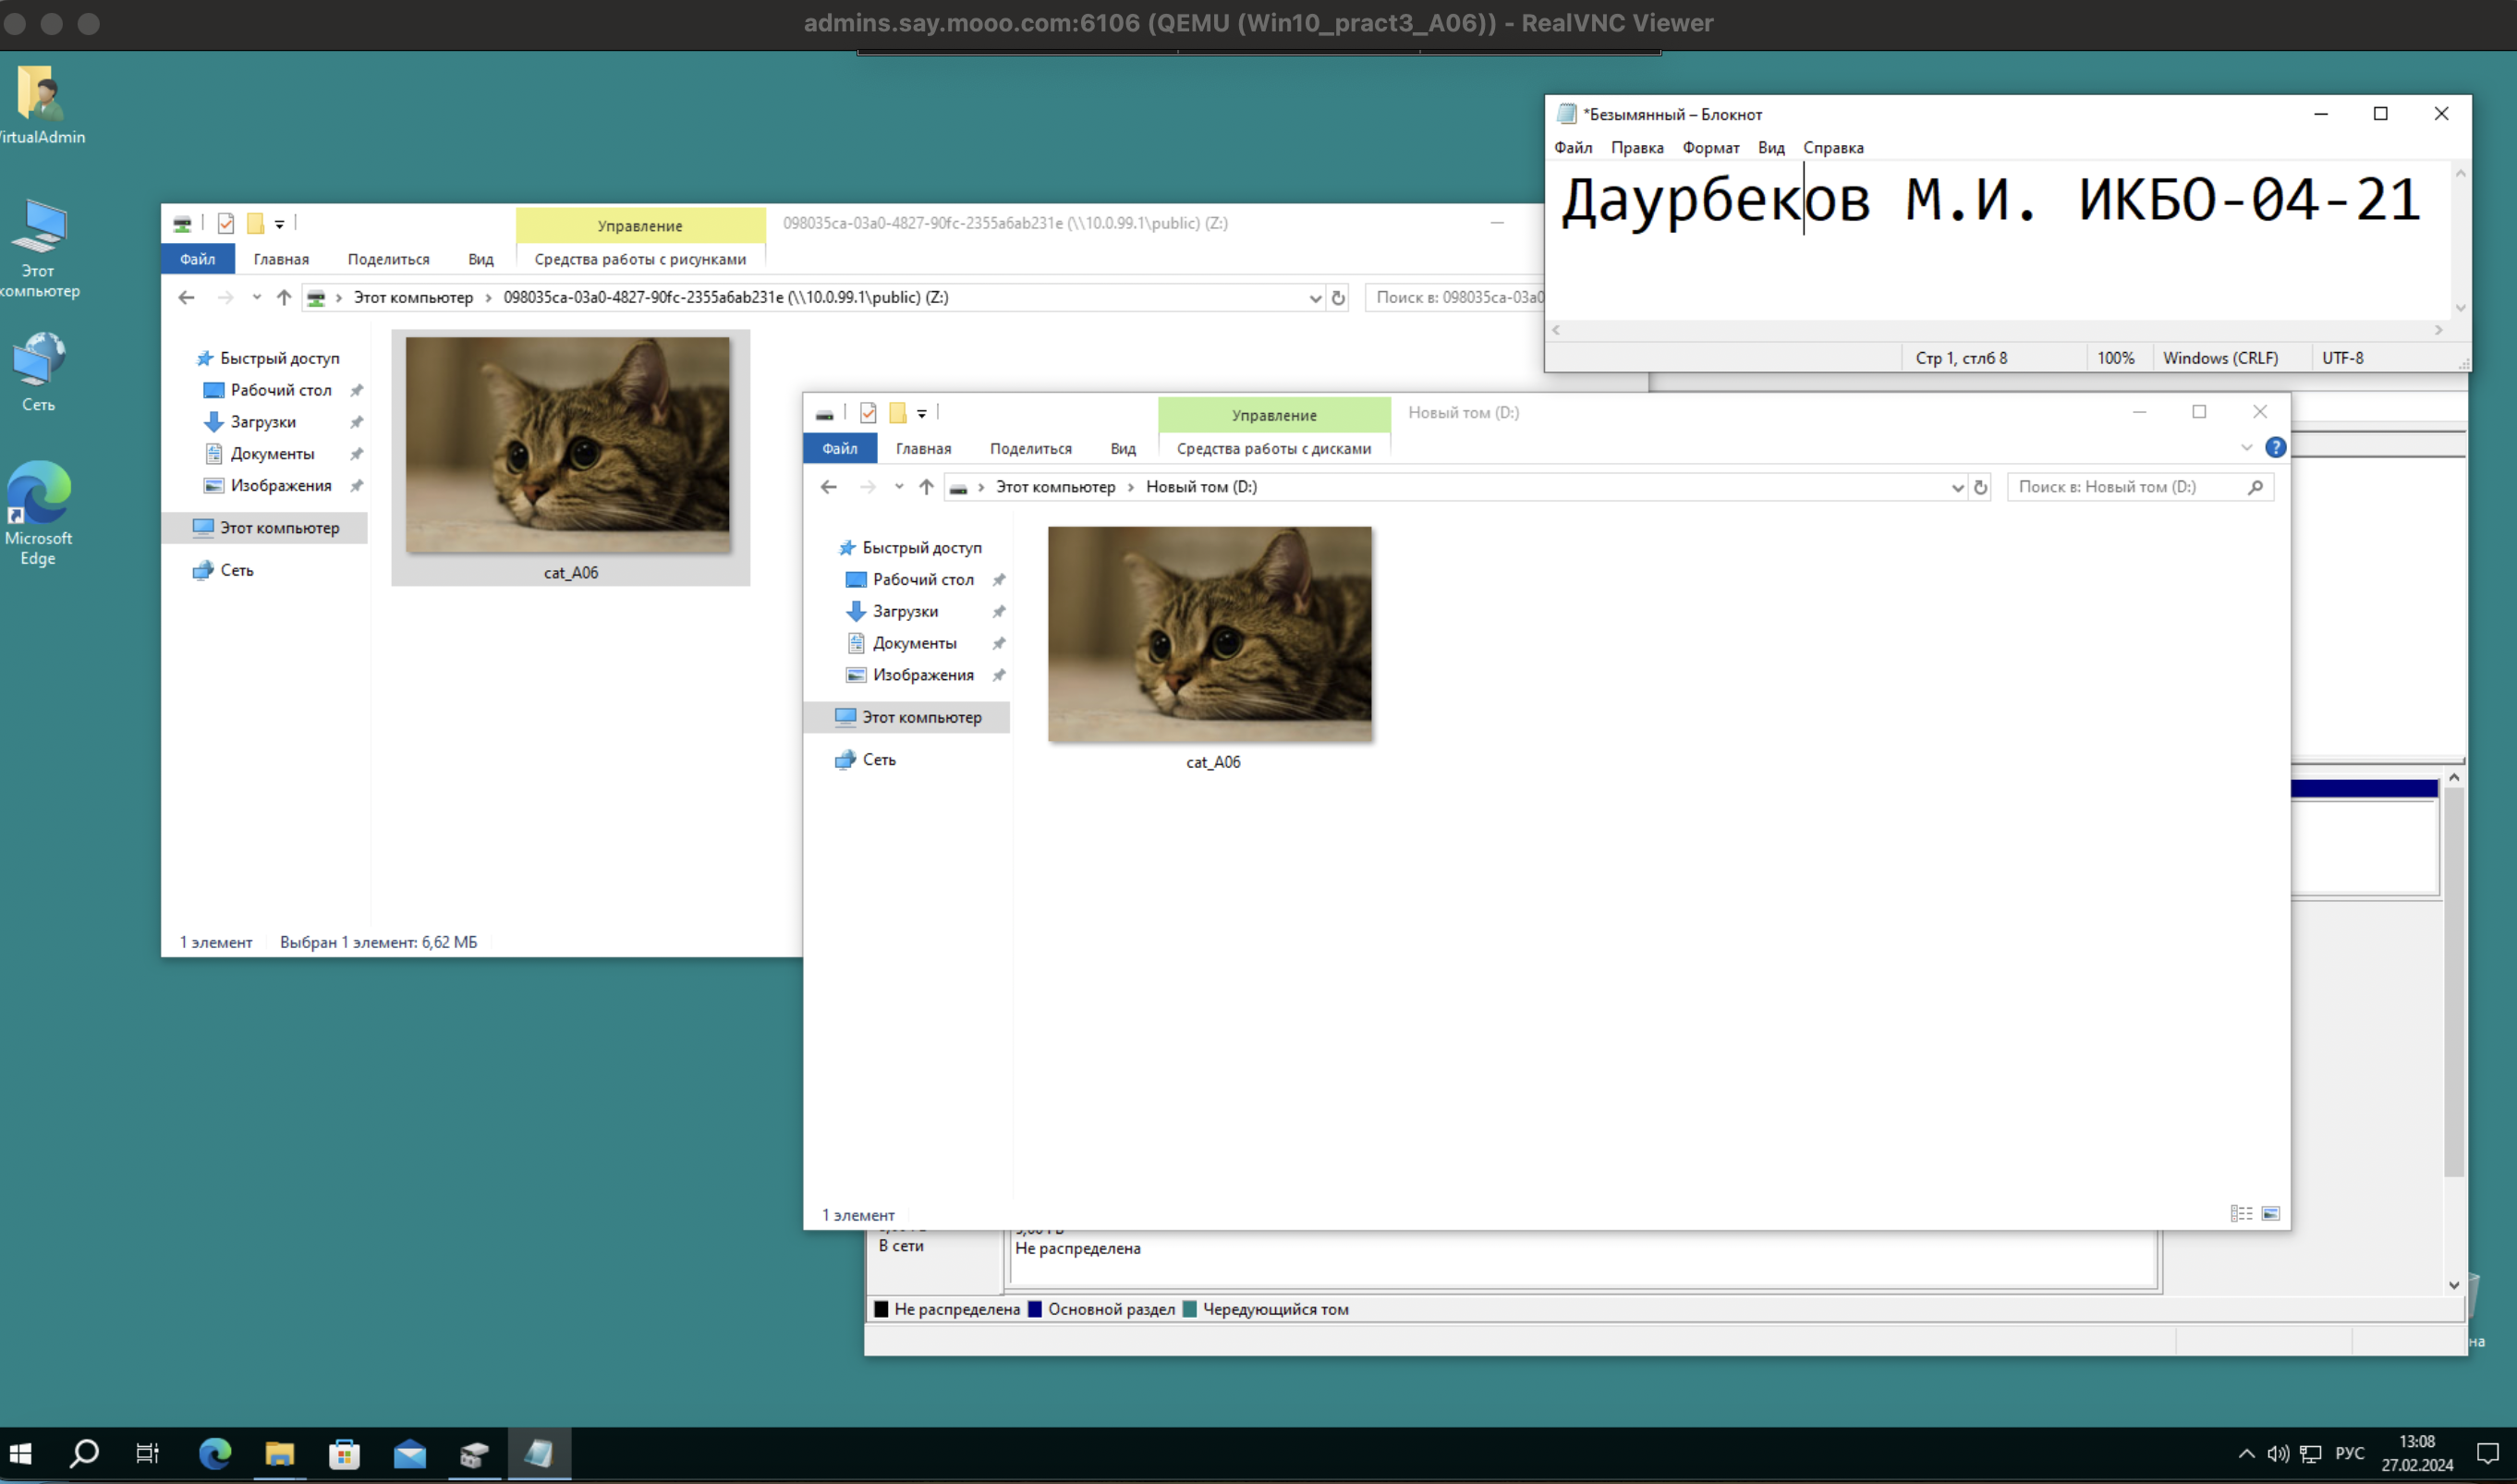 admins.say.mooo.com:6106 (QEMU (Win10_pract3_A06)) - RealVNC Viewer
Этот
компьютер
Сеть
Microsoft
Edge
*Безымянный – Блокнот
Файл Правка Формат Вид Справка
Даурбеков М.И. ИКБО-04-21
Стр 1, стлб 8 100% Windows (CRLF) UTF-8
Управление 098035ca-03a0-4827-90fc-2355a6ab231e (\\10.0.99.1\public) (Z:)
Файл Главная Поделиться Вид Средства работы с рисунками
Этот компьютер 098035ca-03a0-4827-90fc-2355a6ab231e (\\10.0.99.1\public) (Z:) Поиск в: 098035ca-03a0
Быстрый доступ
Рабочий стол
Загрузки
Документы
Изображения
Этот компьютер
Сеть
cat_A06
1 элемент Выбран 1 элемент: 6,62 МБ
Управление Новый том (D:)
Файл Главная Поделиться Вид Средства работы с дисками
Этот компьютер Новый том (D:) Поиск в: Новый том (D:)
Быстрый доступ
Рабочий стол
Загрузки
Документы
Изображения
Этот компьютер
Сеть
cat_A06
1 элемент
В сети
Не распределена
Не распределена Основной раздел Чередующийся том
РУС
13:08
27.02.2024